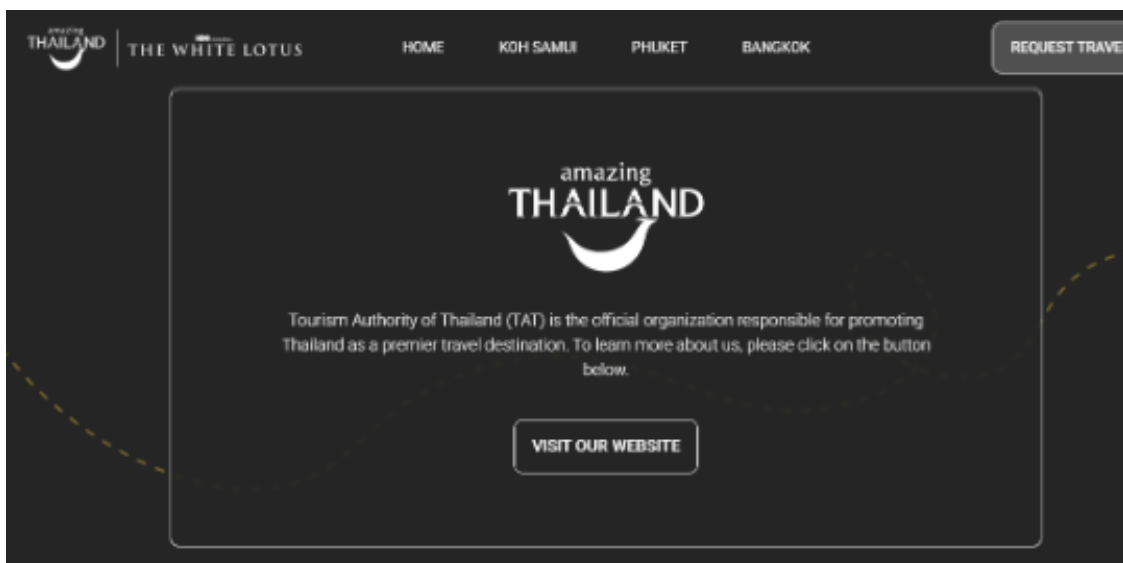 amazing
THAILAND
THE WHITE LOTUS
HOME
KOH SAMUI
PHUKET
BANGKOK
REQUEST TRAVE
amazing
THAILAND
Tourism Authority of Thailand (TAT) is the official organization responsible for promoting
Thailand as a premier travel destination. To learn more about us, please click on the button
below.
VISIT OUR WEBSITE